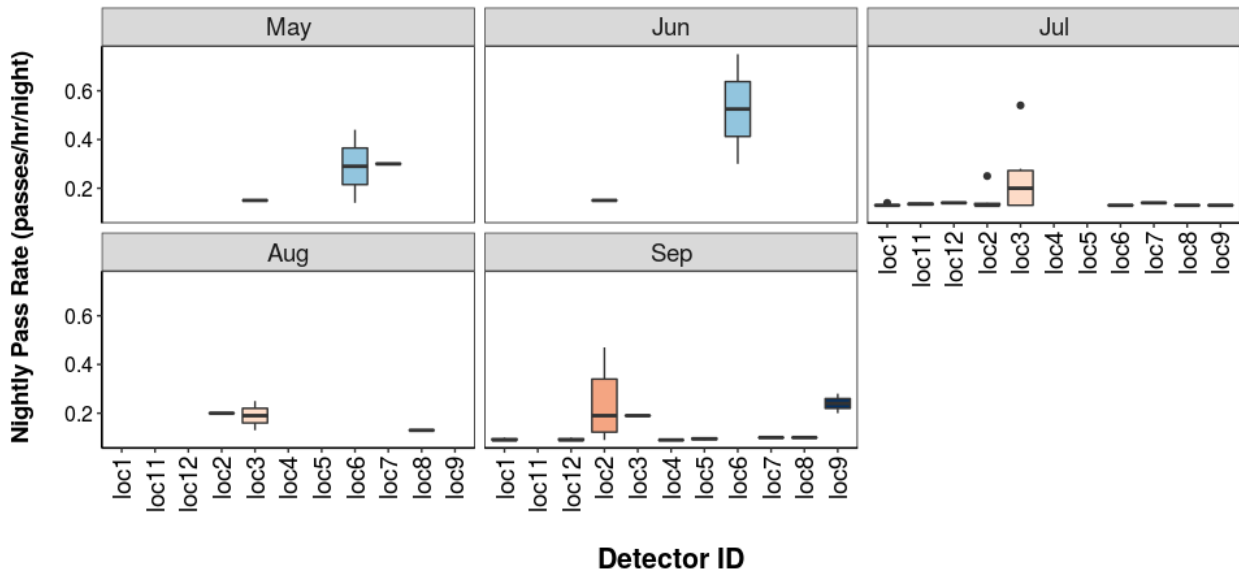 Nightly Pass Rate (passes/hr/night)
May
Jun
Jul
0.6
0.4
0.2
loc1 loc11 loc12 loc2 loc3 loc4 loc5 loc6 loc7 loc8 loc9
Aug
Sep
0.6
0.4
0.2
loc1 loc11 loc12 loc2 loc3 loc4 loc5 loc6 loc7 loc8 loc9
loc1 loc11 loc12 loc2 loc3 loc4 loc5 loc6 loc7 loc8 loc9
Detector ID